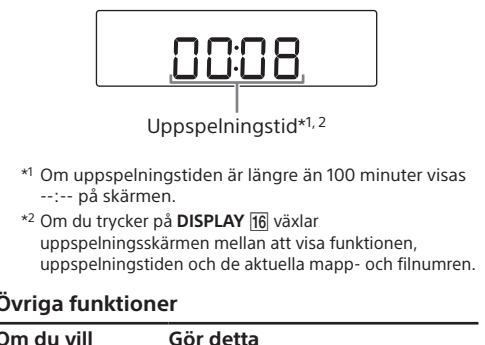 00:08
Uppspelningstid*1, 2
*1 Om uppspelningstiden är längre än 100 minuter visas
--:-- på skärmen.
*2 Om du trycker på DISPLAY 16 växlar
uppspelningsskärmen mellan att visa funktionen,
uppspelningstiden och de aktuella mapp- och filnumren.
Övriga funktioner
Om du vill Gör detta